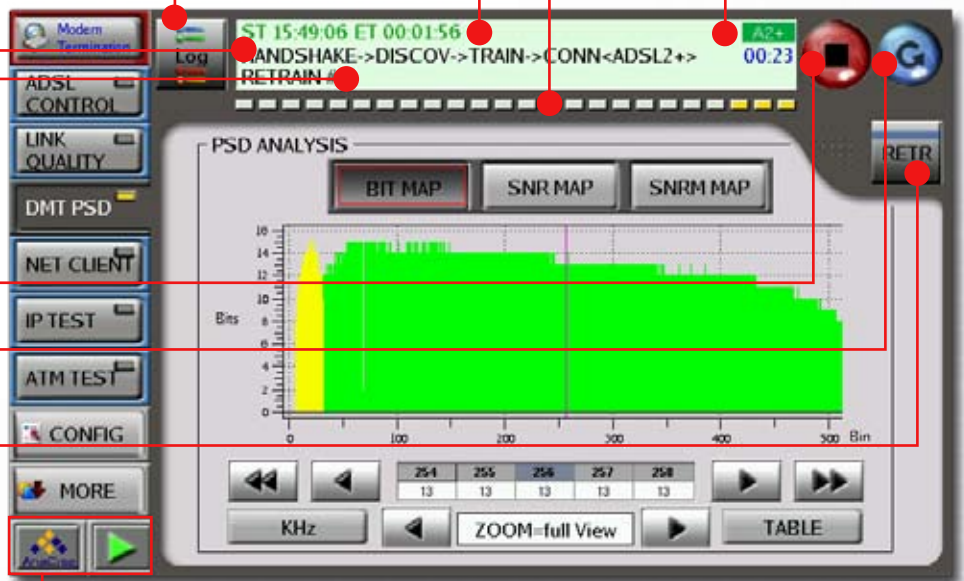 Modem
Termination
Log
ST 15:49:06 ET 00:01:56
A2+
HANDSHAKE->DISCOV->TRAIN->CONN<ADSL2+>
00:23
RETRAIN
RETR
ADSL
CONTROL
LINK
QUALITY
DMT PSD
NET CLIENT
IP TEST
ATM TEST
CONFIG
MORE
PSD ANALYSIS
BIT MAP
SNR MAP
SNRM MAP
16
14
12
10
8
6
4
2
0
Bits
0
100
200
300
400
500
Bin
254 255 256 257 258
13 13 13 13 13
KHz
ZOOM=full View
TABLE